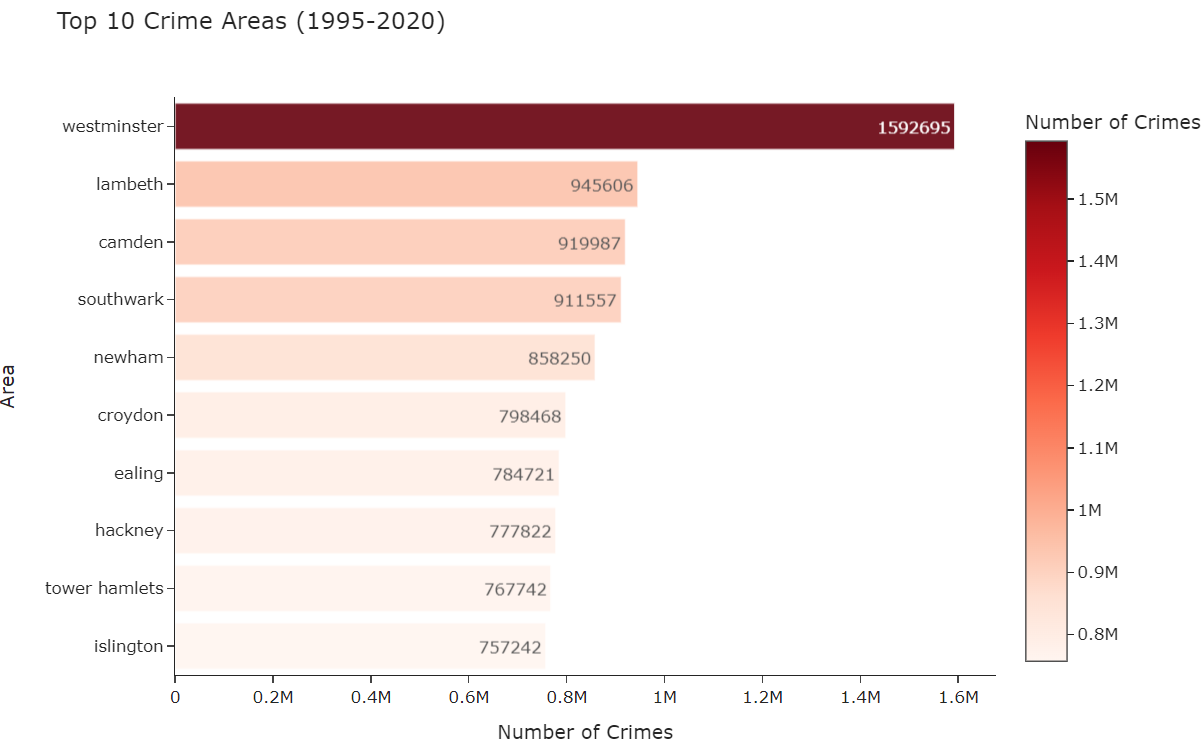 Top 10 Crime Areas (1995-2020)
Number of Crimes
westminster 1592695
lambeth 945606
camden 919987
southwark 911557
newham 858250
croydon 798468
ealing 784721
hackney 777822
tower hamlets 767742
islington 757242
Area
0 0.2M 0.4M 0.6M 0.8M 1M 1.2M 1.4M 1.6M
Number of Crimes
1.5M
1.4M
1.3M
1.2M
1.1M
1M
0.9M
0.8M